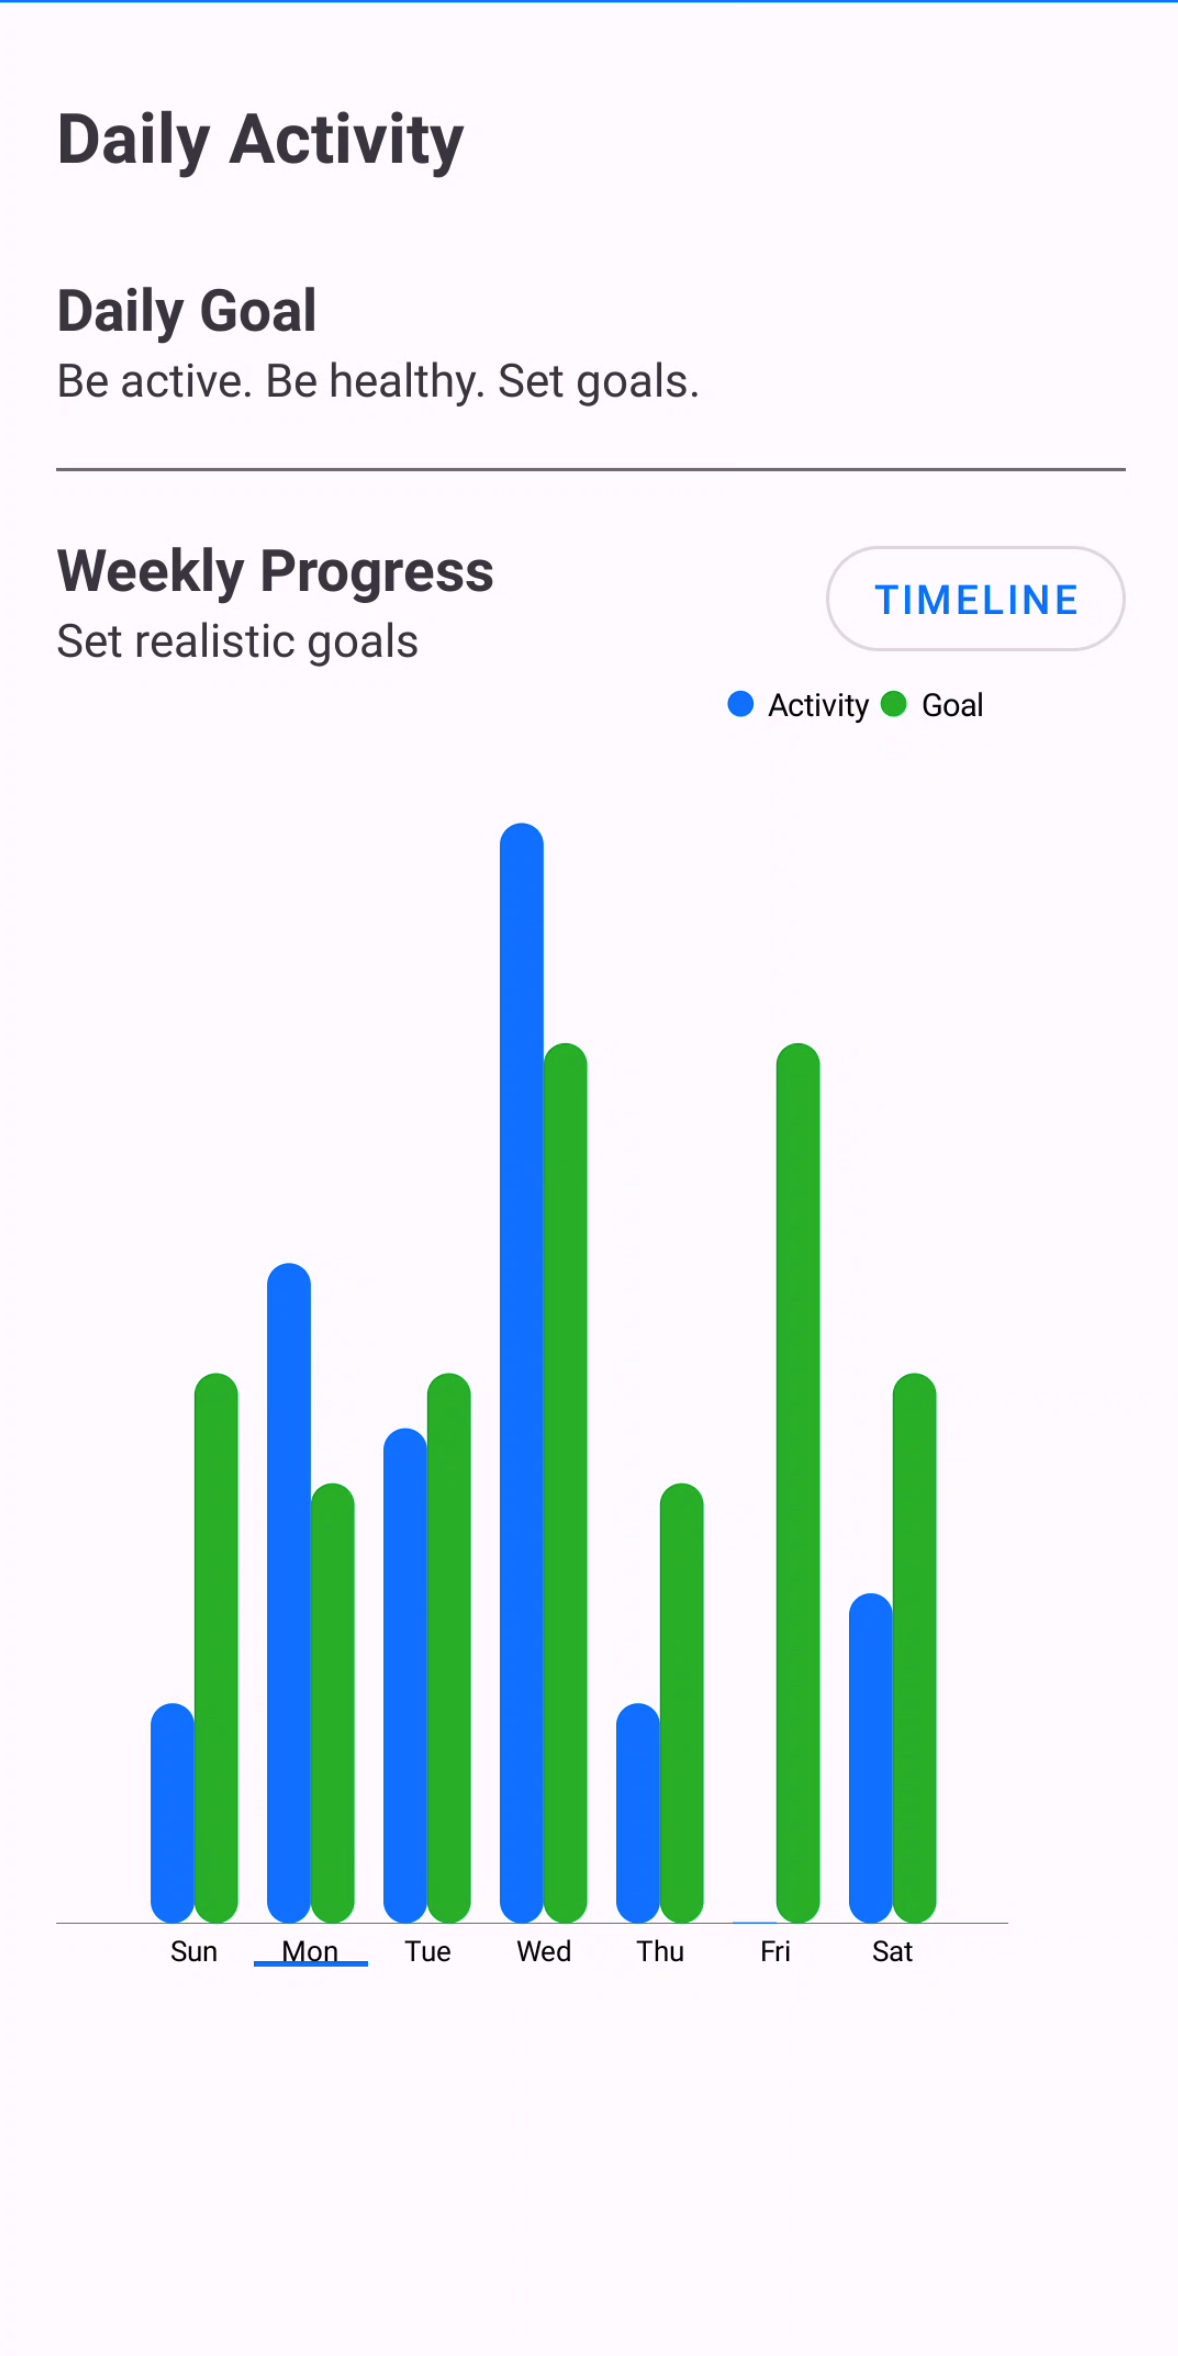 Daily Activity
Daily Goal
Be active. Be healthy. Set goals.
Weekly Progress
Set realistic goals
TIMELINE
Activity Goal
Sun Mon Tue Wed Thu Fri Sat